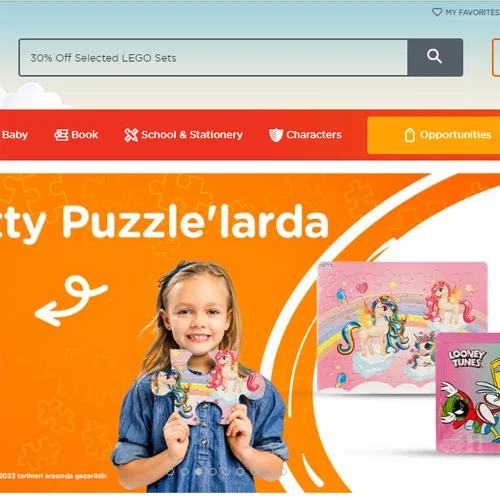 MY FAVORITES
30% Off Selected LEGO Sets
Baby
Book
School & Stationery
Characters
Opportunities
tty Puzzle'larda
LOONEY
TUNES
2023 tarihleri arasında geçerlidir.